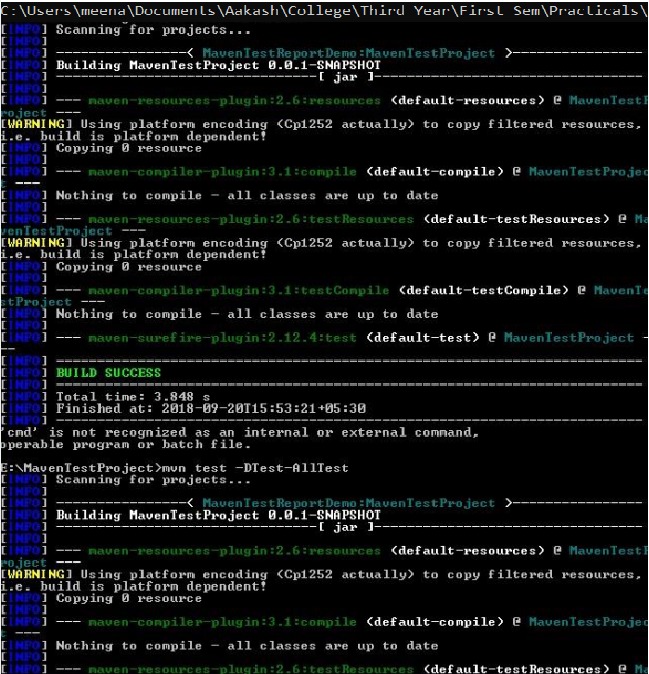 C:\Users\meena\Documents\Aakash\College\Third Year\First Sem\Practicals\
[INFO] Scanning for projects...
[INFO]
[INFO] -----------------< MavenTestReportDemo:MavenTestProject >-----------------
[INFO] Building MavenTestProject 0.0.1-SNAPSHOT
[INFO] --------------------------------[ jar ]---------------------------------
[INFO]
[INFO] --- maven-resources-plugin:2.6:resources (default-resources) @ MavenTestP
roject ---
[WARNING] Using platform encoding (Cp1252 actually) to copy filtered resources,
i.e. build is platform dependent!
[INFO] Copying 0 resource
[INFO]
[INFO] --- maven-compiler-plugin:3.1:compile (default-compile) @ MavenTestProjec
t ---
[INFO] Nothing to compile - all classes are up to date
[INFO]
[INFO] --- maven-resources-plugin:2.6:testResources (default-testResources) @ Ma
venTestProject ---
[WARNING] Using platform encoding (Cp1252 actually) to copy filtered resources,
i.e. build is platform dependent!
[INFO] Copying 0 resource
[INFO]
[INFO] --- maven-compiler-plugin:3.1:testCompile (default-testCompile) @ MavenTe
stProject ---
[INFO] Nothing to compile - all classes are up to date
[INFO]
[INFO] --- maven-surefire-plugin:2.12.4:test (default-test) @ MavenTestProject -
--
[INFO] ------------------------------------------------------------------------
[INFO] BUILD SUCCESS
[INFO] ------------------------------------------------------------------------
[INFO] Total time: 3.848 s
[INFO] Finished at: 2018-09-20T15:53:21+05:30
[INFO] ------------------------------------------------------------------------
'cmd' is not recognized as an internal or external command,
operable program or batch file.
E:\MavenTestProject>mvn test -DTest-AllTest
[INFO] Scanning for projects...
[INFO]
[INFO] -----------------< MavenTestReportDemo:MavenTestProject >-----------------
[INFO] Building MavenTestProject 0.0.1-SNAPSHOT
[INFO] --------------------------------[ jar ]---------------------------------
[INFO]
[INFO] --- maven-resources-plugin:2.6:resources (default-resources) @ MavenTestP
roject ---
[WARNING] Using platform encoding (Cp1252 actually) to copy filtered resources,
i.e. build is platform dependent!
[INFO] Copying 0 resource
[INFO]
[INFO] --- maven-compiler-plugin:3.1:compile (default-compile) @ MavenTestProjec
t ---
[INFO] Nothing to compile - all classes are up to date
[INFO]
[INFO] --- maven-resources-plugin:2.6:testResources (default-testResources) @ Ma